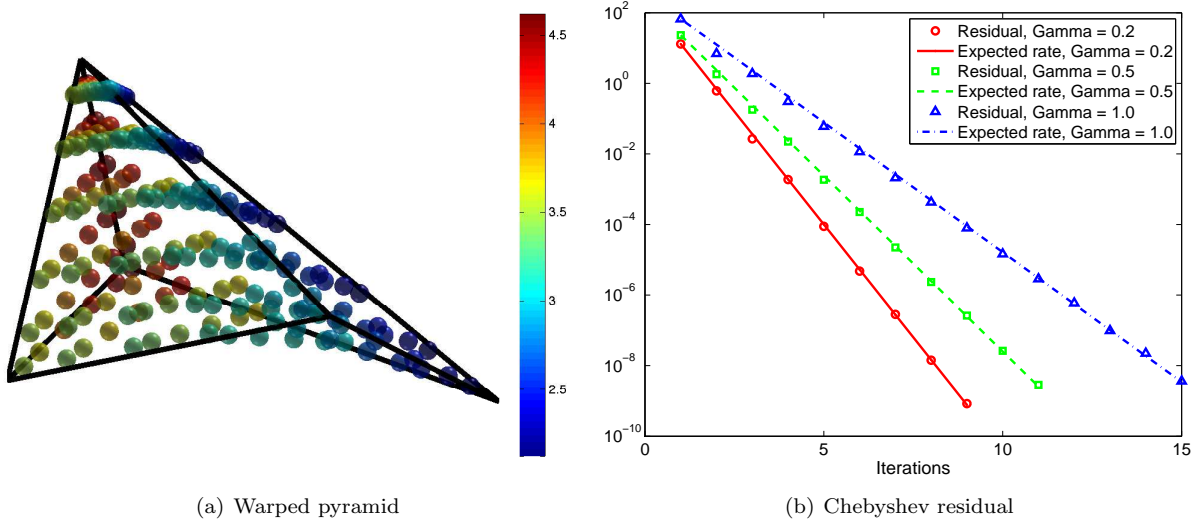 4.5
4
3.5
3
2.5
(a) Warped pyramid
10^2
10^0
10^-2
10^-4
10^-6
10^-8
10^-10
0
5
10
15
Iterations
Residual, Gamma = 0.2
Expected rate, Gamma = 0.2
Residual, Gamma = 0.5
Expected rate, Gamma = 0.5
Residual, Gamma = 1.0
Expected rate, Gamma = 1.0
(b) Chebyshev residual